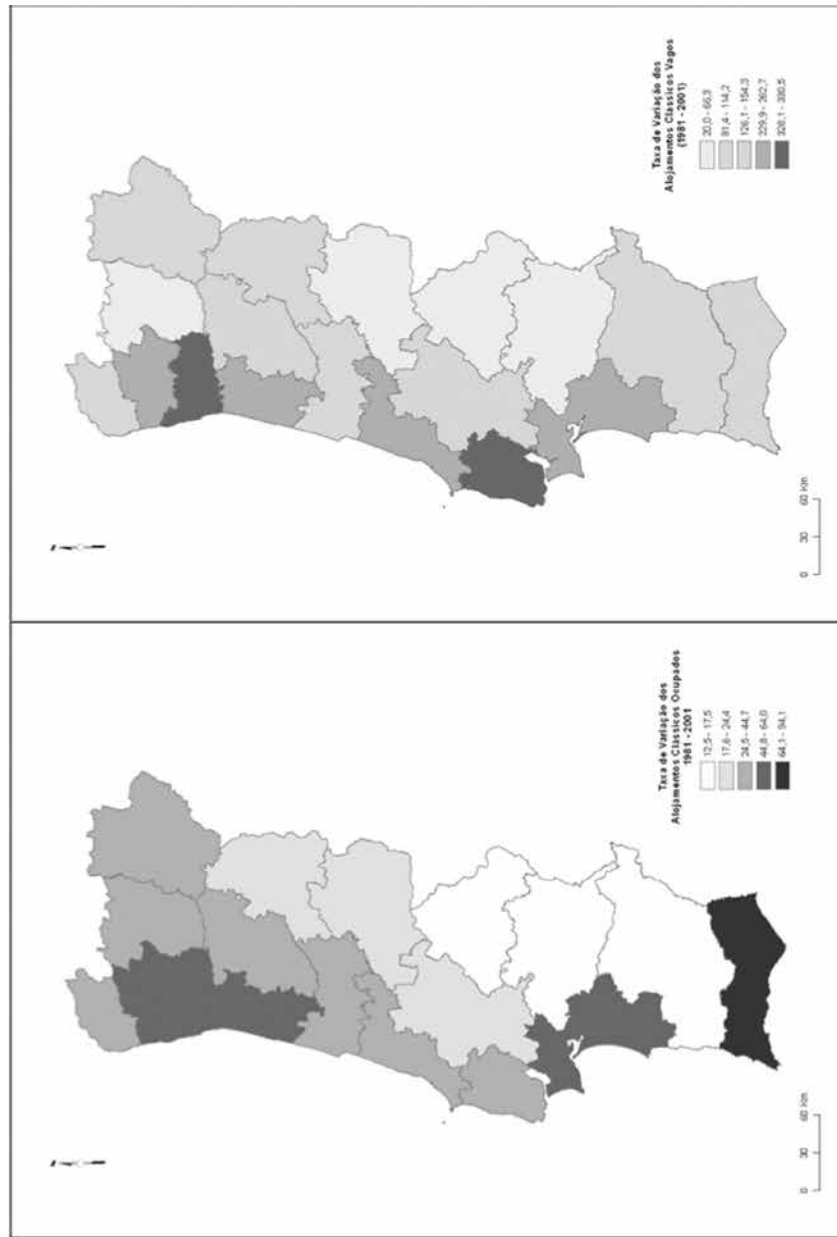 Taxa de Variação dos
Alojamentos Clássicos Vagos
(1981 - 2001)
20,0 - 66,3
81,4 - 114,2
126,1 - 154,3
229,9 - 262,7
328,1 - 330,5
0 30 60 Km
Taxa de Variação dos
Alojamentos Clássicos Ocupados
1981 - 2001
12,5 - 17,5
17,6 - 24,4
24,5 - 44,7
44,8 - 64,0
64,1 - 94,1
0 30 60 Km